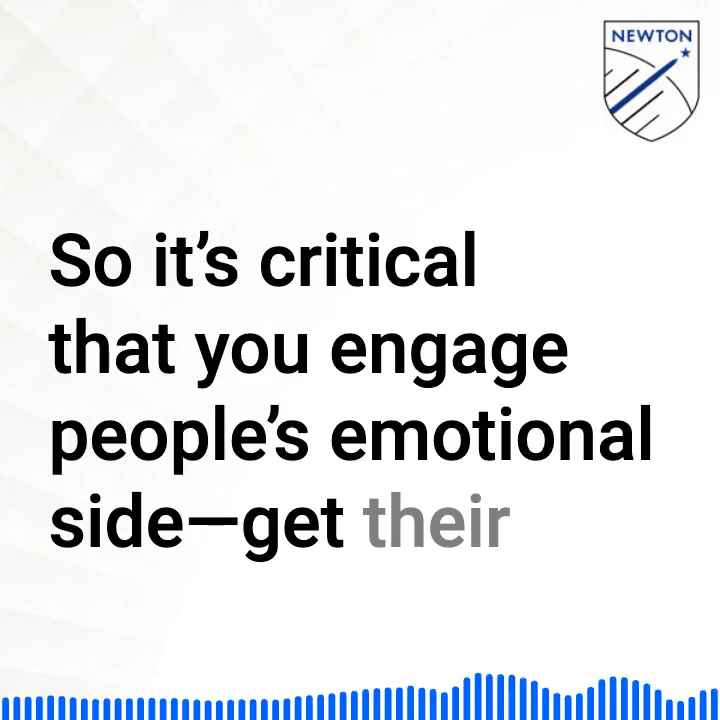 NEWTON
So it’s critical
that you engage
people’s emotional
side—get their